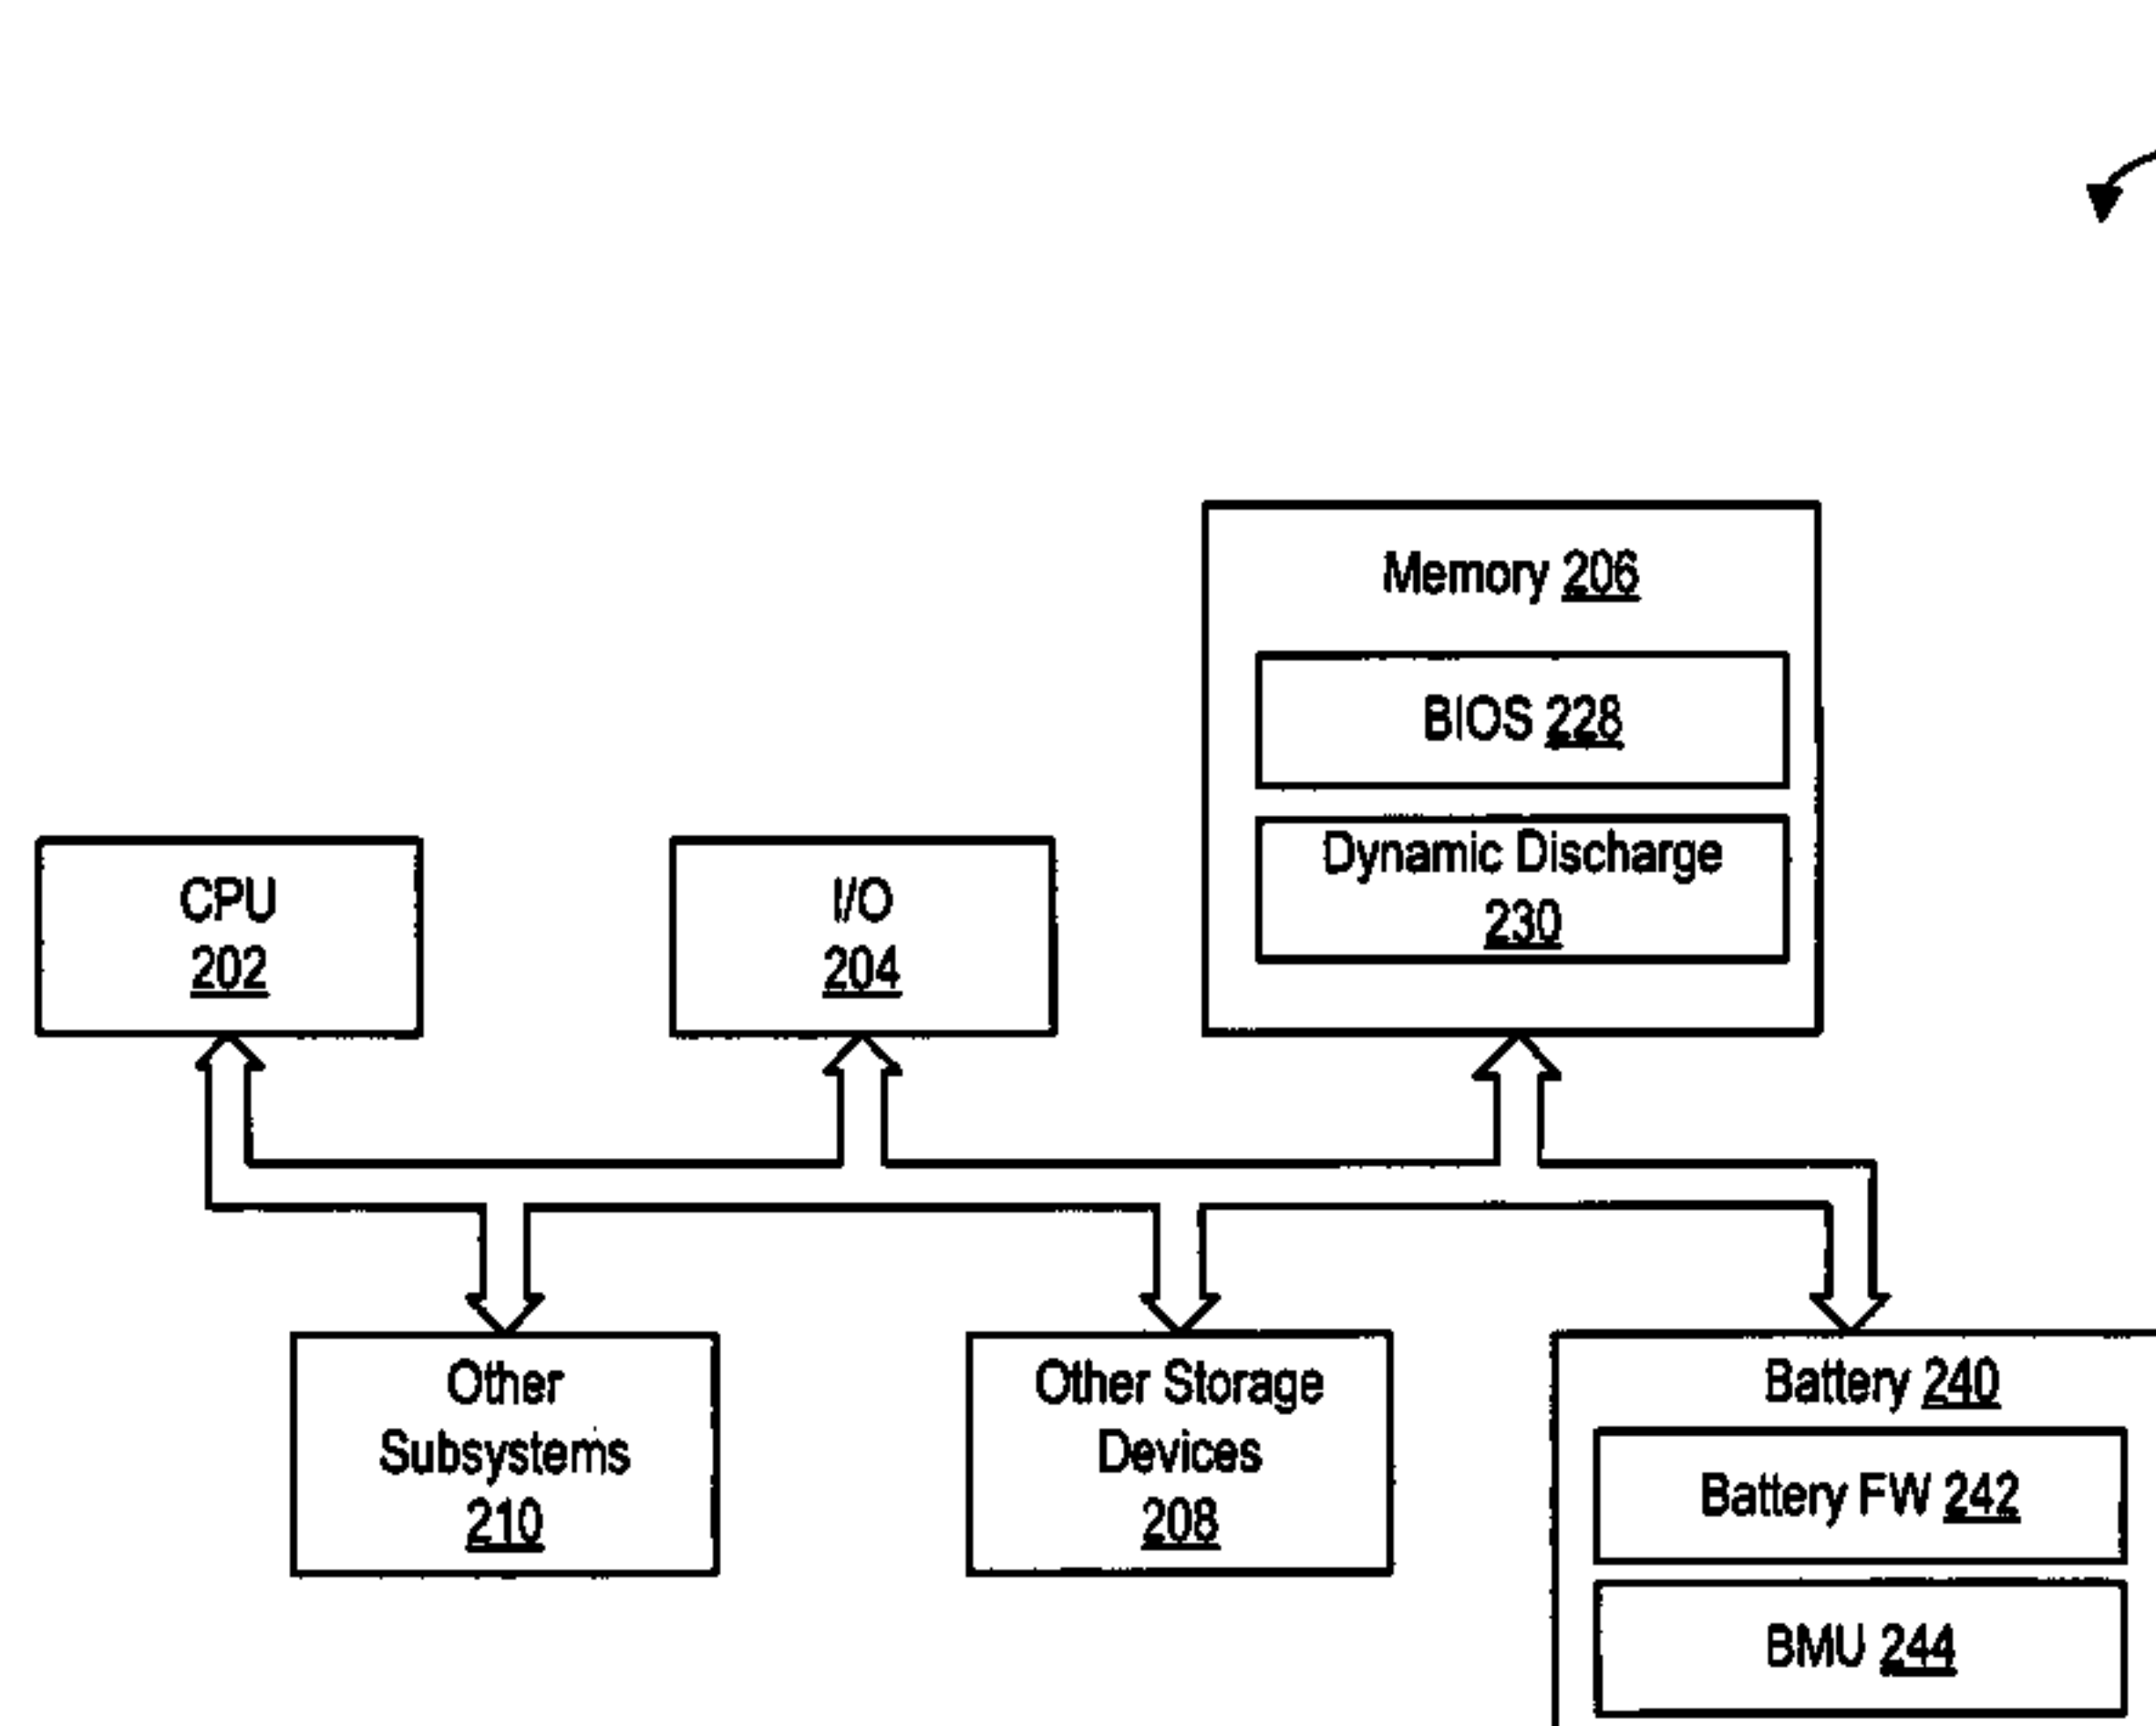 Memory 206
BIOS 228
Dynamic Discharge
230
CPU
202
I/O
204
Other
Subsystems
210
Other Storage
Devices
208
Battery 240
Battery FW 242
BMU 244